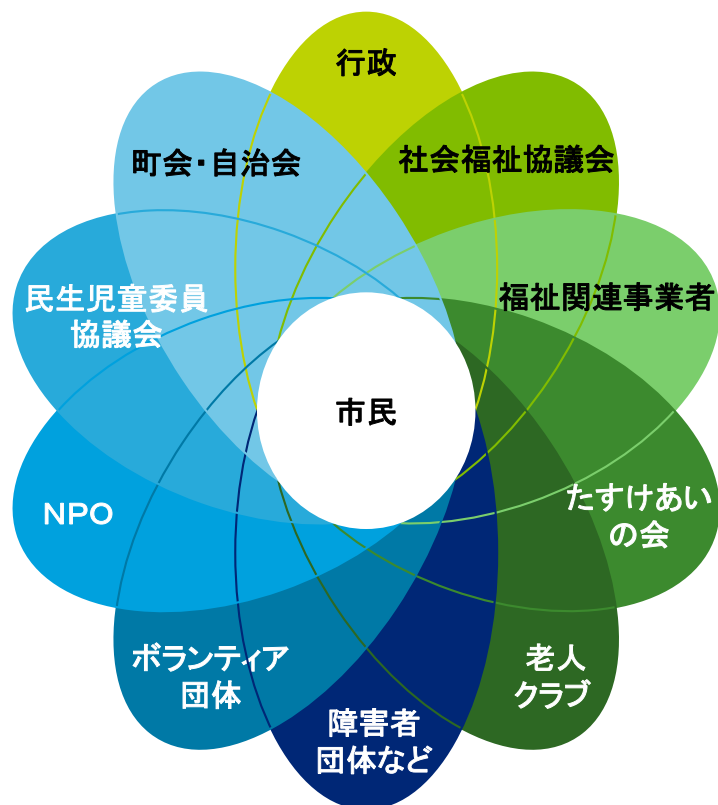 行政
社会福祉協議会
福祉関連事業者
たすけあい
の会
老人
クラブ
障害者
団体など
ボランティア
団体
NPO
民生児童委員
協議会
町会・自治会
市民